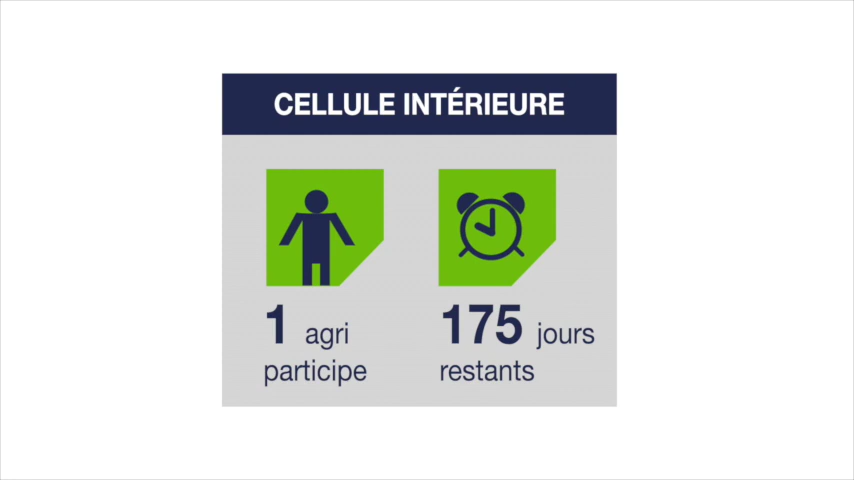 CELLULE INTÉRIEURE
1 agri
participe
175 jours
restants